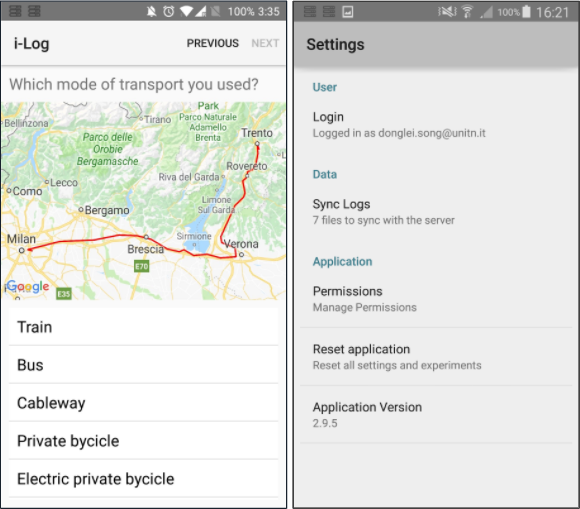 100% 3:35
i-Log
PREVIOUS
NEXT
Which mode of transport you used?
Park
Parco Naturale
Adamello
Brenta
Tirano
Bellinzona
Trento
Parco delle
Orobie
Bergamasche
Rovereto
Riva del Garda
Lecco
Como
Limone
Sul Garda
Bergamo
Milan
Sirmione
Verona
Brescia
E70
Google
E35
Train
Bus
Cableway
Private bycicle
Electric private bycicle
100% 16:21
Settings
User
Login
Logged in as donglei.song@unitn.it
Data
Sync Logs
7 files to sync with the server
Application
Permissions
Manage Permissions
Reset application
Reset all settings and experiments
Application Version
2.9.5